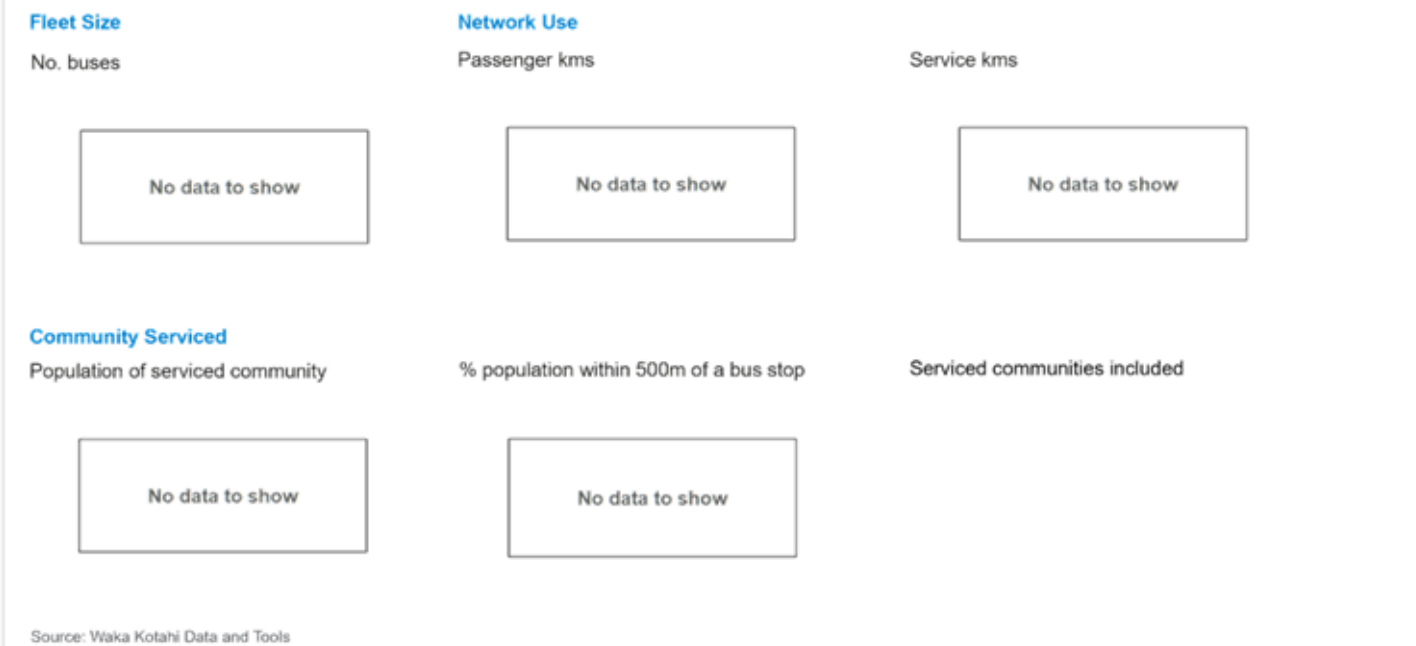 Fleet Size
Network Use
No. buses
Passenger kms
Service kms
No data to show
No data to show
No data to show
Community Serviced
Population of serviced community
% population within 500m of a bus stop
Serviced communities included
No data to show
No data to show
Source: Waka Kotahi Data and Tools